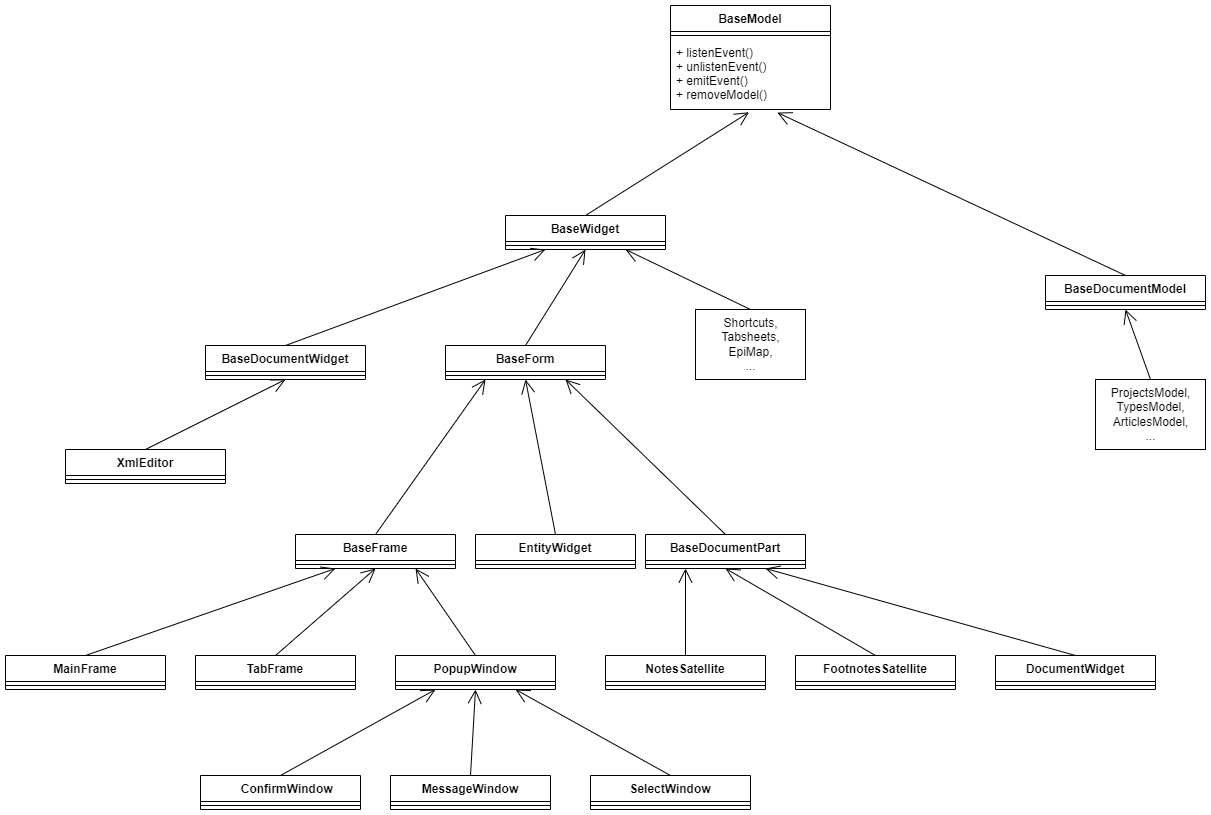 BaseModel
+ listenEvent()
+ unlistenEvent()
+ emitEvent()
+ removeModel()
BaseWidget
BaseDocumentModel
Shortcuts,
Tabsheets,
EpiMap,
...
BaseDocumentWidget
BaseForm
ProjectsModel,
TypesModel,
ArticlesModel,
...
XmlEditor
BaseFrame
EntityWidget
BaseDocumentPart
MainFrame
TabFrame
PopupWindow
NotesSatellite
FootnotesSatellite
DocumentWidget
ConfirmWindow
MessageWindow
SelectWindow